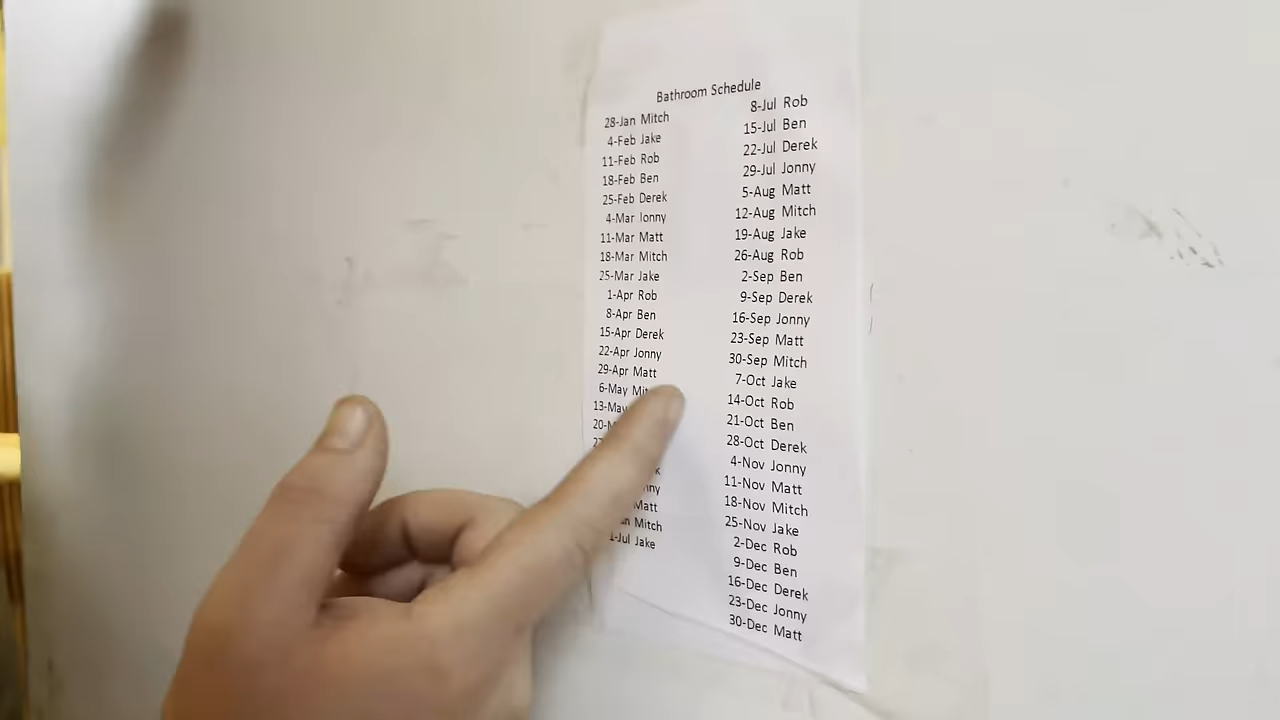 Bathroom Schedule
28-Jan Mitch
4-Feb Jake
11-Feb Rob
18-Feb Ben
25-Feb Derek
4-Mar Jonny
11-Mar Matt
18-Mar Mitch
25-Mar Jake
1-Apr Rob
8-Apr Ben
15-Apr Derek
22-Apr Jonny
29-Apr Matt
6-May
13-May
Matt
Mitch
1-Jul Jake
8-Jul Rob
15-Jul Ben
22-Jul Derek
29-Jul Jonny
5-Aug Matt
12-Aug Mitch
19-Aug Jake
26-Aug Rob
2-Sep Ben
9-Sep Derek
16-Sep Jonny
23-Sep Matt
30-Sep Mitch
7-Oct Jake
14-Oct Rob
21-Oct Ben
28-Oct Derek
4-Nov Jonny
11-Nov Matt
18-Nov Mitch
25-Nov Jake
2-Dec Rob
9-Dec Ben
16-Dec Derek
23-Dec Jonny
30-Dec Matt